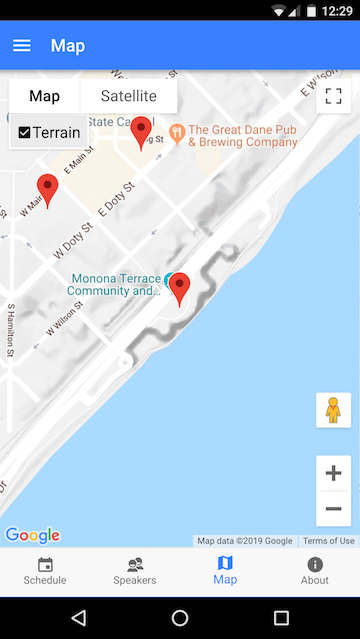 12:29
Map
Map
Satellite
Terrain
E Wilson
State Capitol
E Main St
The Great Dane Pub
& Brewing Company
E Doty St
W Main
W Doty St
Monona Terrace
Community and...
W Wilson St
S Hamilton St
Dr
Google
Map data ©2019 Google
Terms of Use
Schedule
Speakers
Map
About